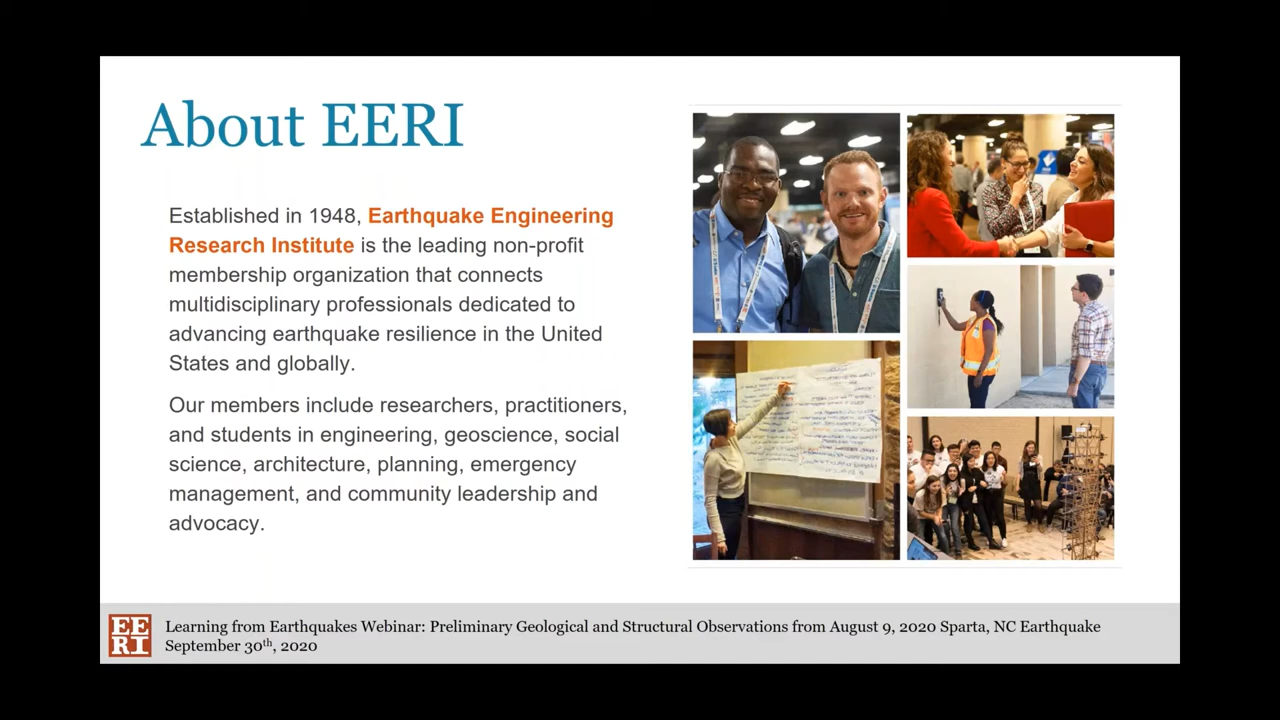 About EERI
Established in 1948, Earthquake Engineering
Research Institute is the leading non-profit
membership organization that connects
multidisciplinary professionals dedicated to
advancing earthquake resilience in the United
States and globally.
Our members include researchers, practitioners,
and students in engineering, geoscience, social
science, architecture, planning, emergency
management, and community leadership and
advocacy.
EE
RI
Learning from Earthquakes Webinar: Preliminary Geological and Structural Observations from August 9, 2020 Sparta, NC Earthquake
September 30th, 2020